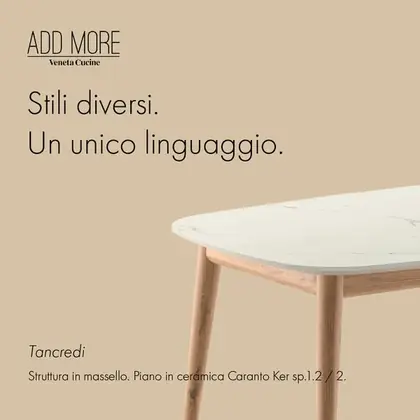 ADD MORE
Veneta Cucine
Stili diversi.
Un unico linguaggio.
Tancredi
Struttura in massello. Piano in ceramica Caranto Ker sp.1.2 / 2.